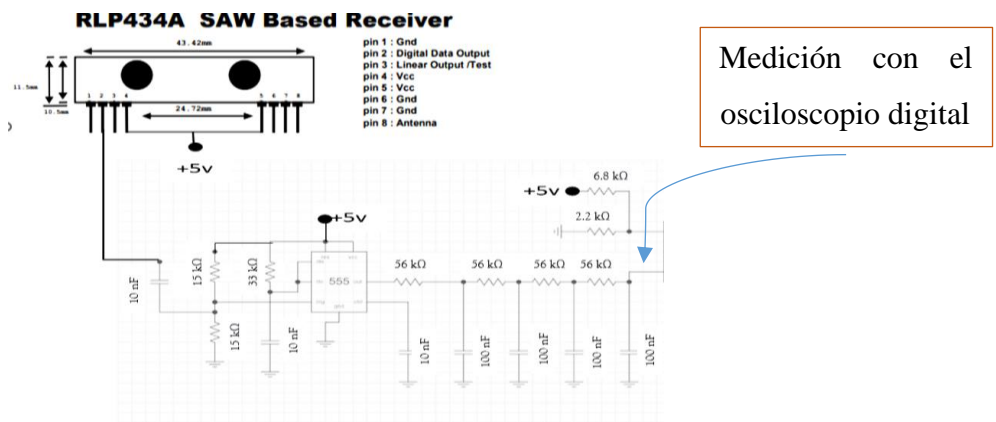 RLP434A SAW Based Receiver
43.42mm
pin 1 : Gnd
pin 2 : Digital Data Output
pin 3 : Linear Output /Test
pin 4 : Vcc
pin 5 : Vcc
pin 6 : Gnd
pin 7 : Gnd
pin 8 : Antenna
11.5mm
10.5mm
1 2 3 4
24.72mm
5 6 7 8
+5v
Medición con el
osciloscopio digital
6.8 kΩ
+5v
2.2 kΩ
+5v
15 kΩ
33 kΩ
10 nF
555
56 kΩ
56 kΩ
56 kΩ
56 kΩ
15 kΩ
10 nF
10 nF
100 nF
100 nF
100 nF
100 nF